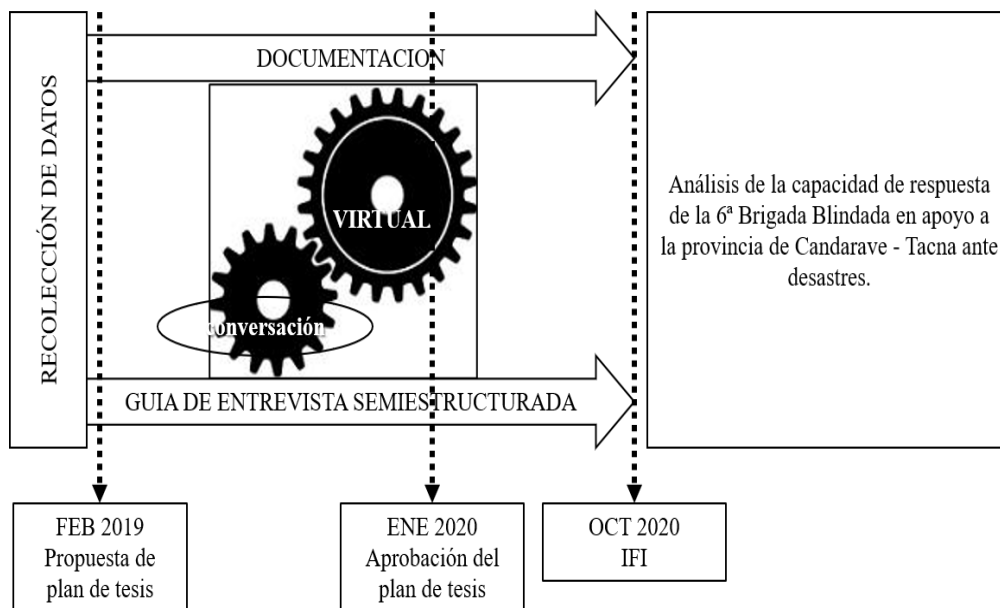 RECOLECCIÓN DE DATOS
DOCUMENTACION
VIRTUAL
conversación
GUIA DE ENTREVISTA SEMIESTRUCTURADA
Análisis de la capacidad de respuesta
de la 6ª Brigada Blindada en apoyo a
la provincia de Candarave - Tacna ante
desastres.
FEB 2019
Propuesta de
plan de tesis
ENE 2020
Aprobación del
plan de tesis
OCT 2020
IFI